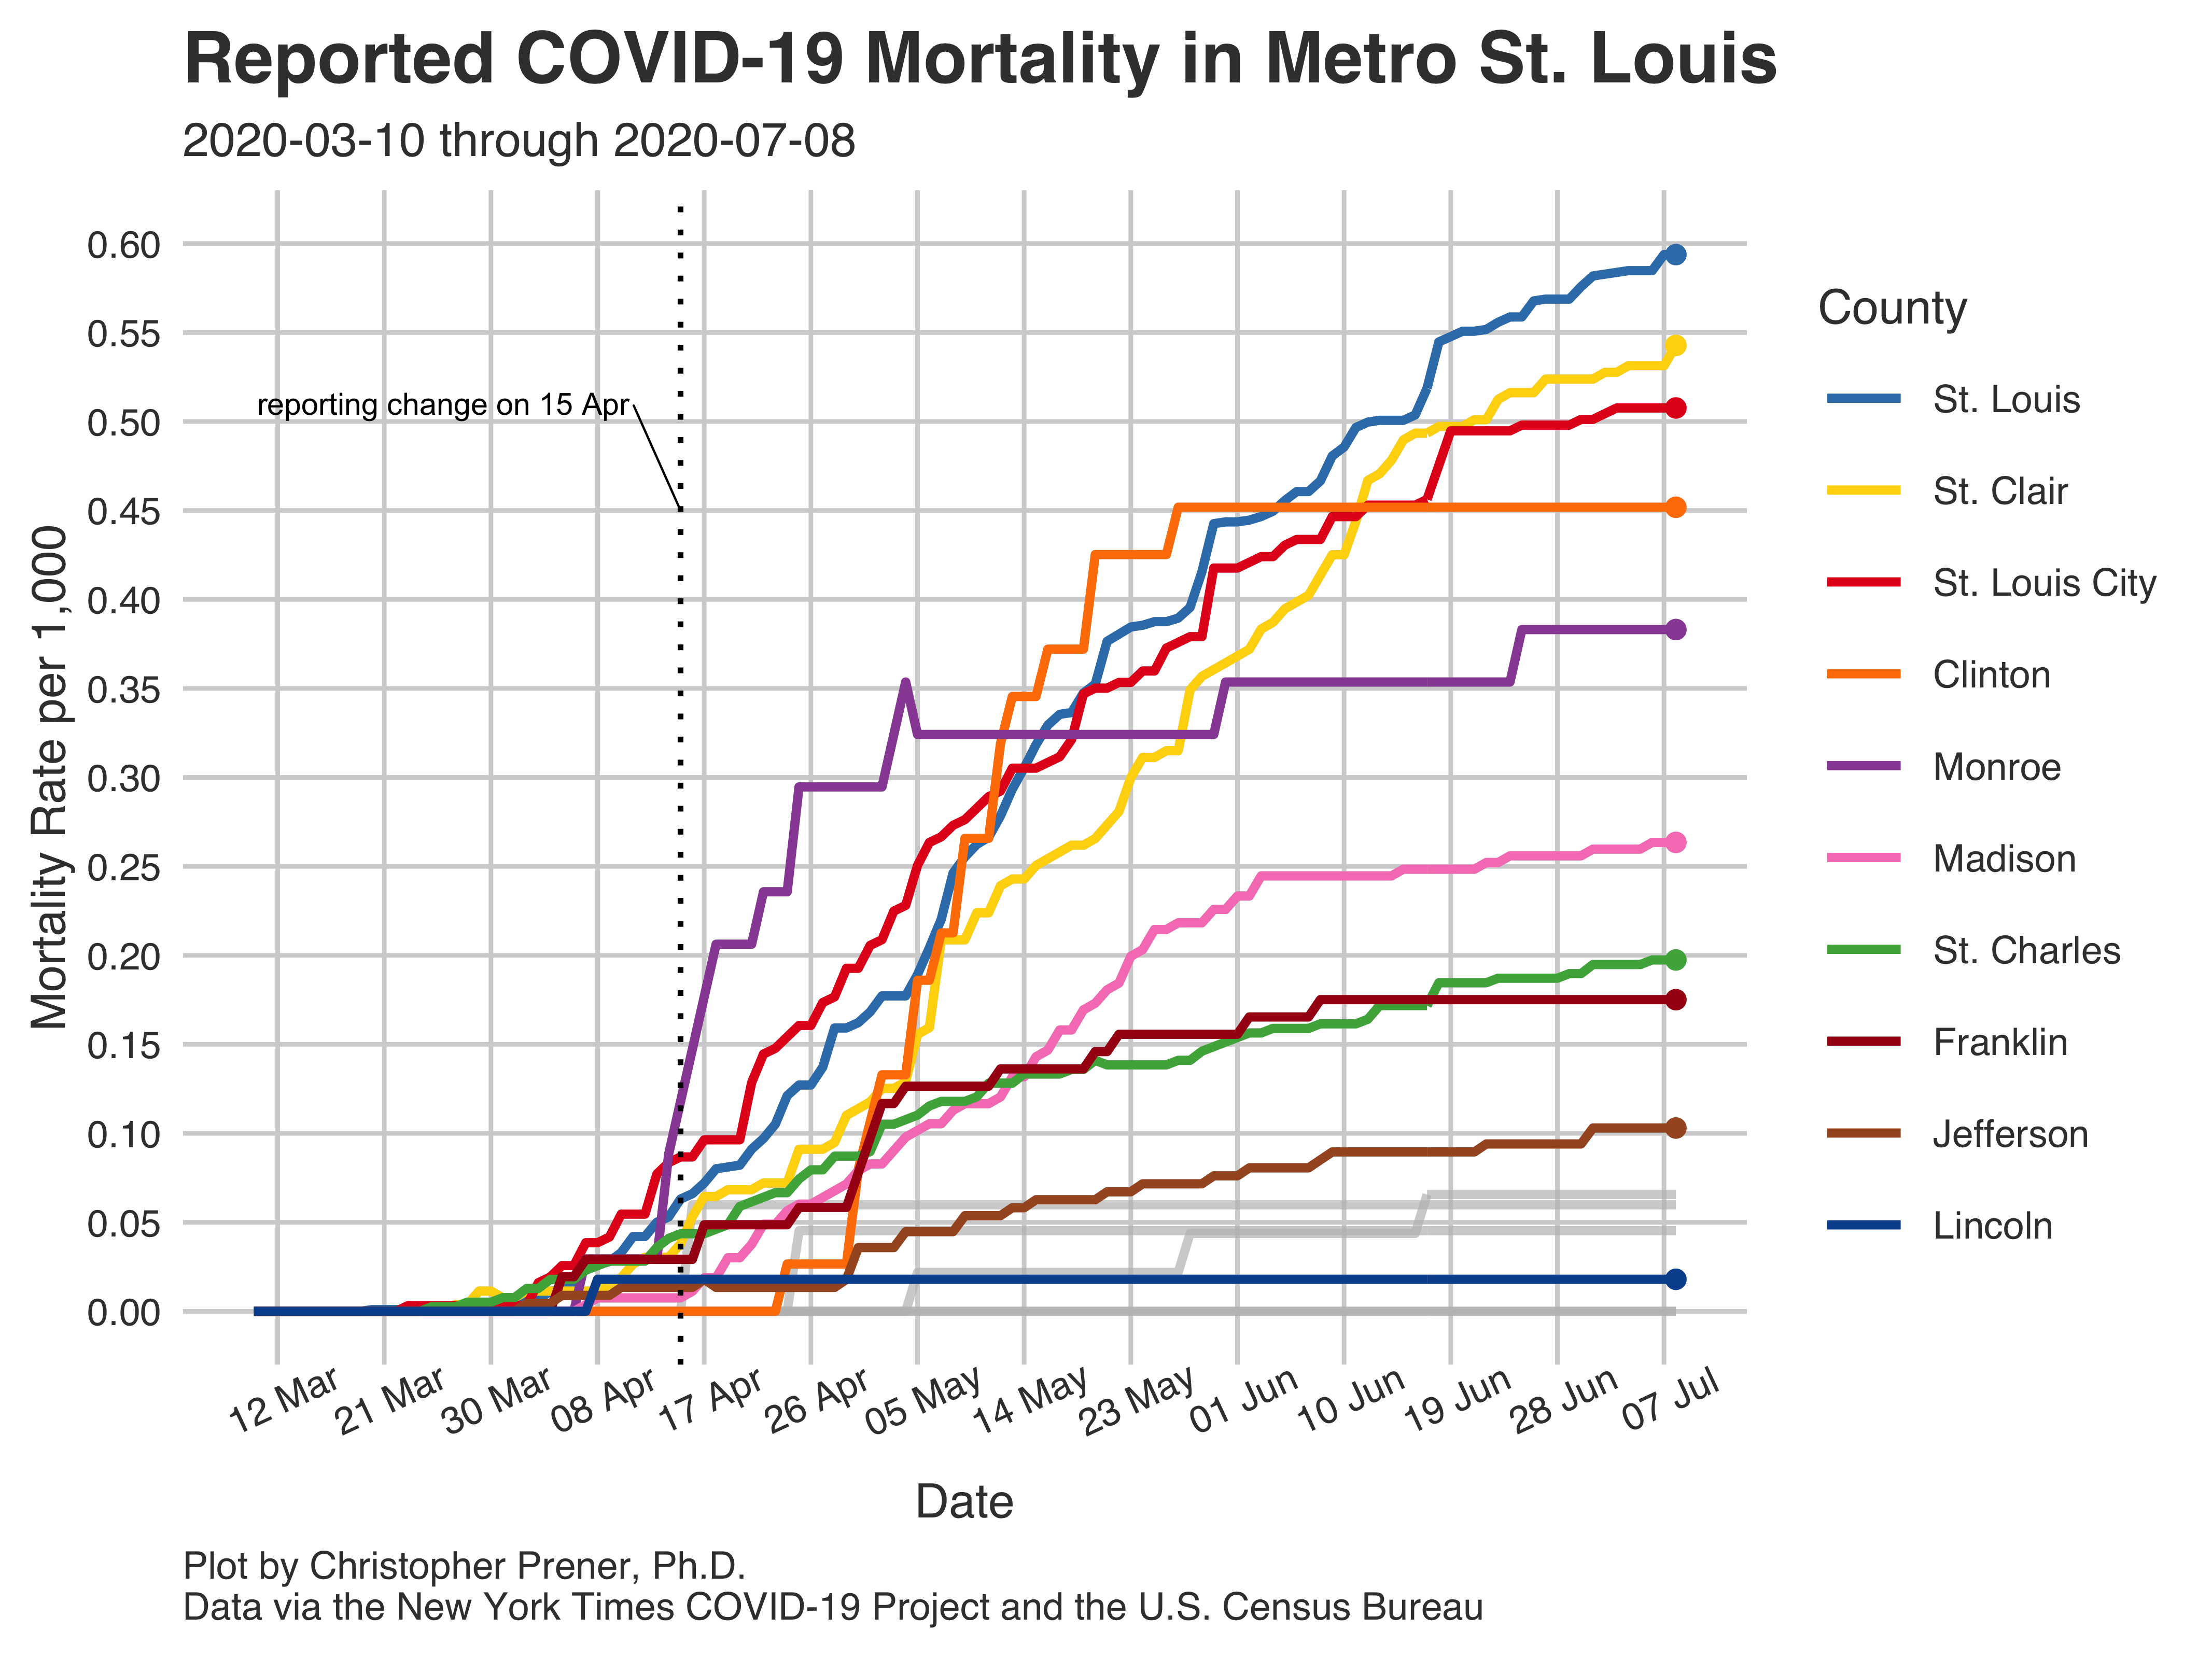 Reported COVID-19 Mortality in Metro St. Louis
2020-03-10 through 2020-07-08
Mortality Rate per 1,000
0.60
0.55
0.50
0.45
0.40
0.35
0.30
0.25
0.20
0.15
0.10
0.05
0.00
reporting change on 15 Apr
12 Mar
21 Mar
30 Mar
08 Apr
17 Apr
26 Apr
05 May
14 May
23 May
01 Jun
10 Jun
19 Jun
28 Jun
07 Jul
Date
County
St. Louis
St. Clair
St. Louis City
Clinton
Monroe
Madison
St. Charles
Franklin
Jefferson
Lincoln
Plot by Christopher Prener, Ph.D.
Data via the New York Times COVID-19 Project and the U.S. Census Bureau